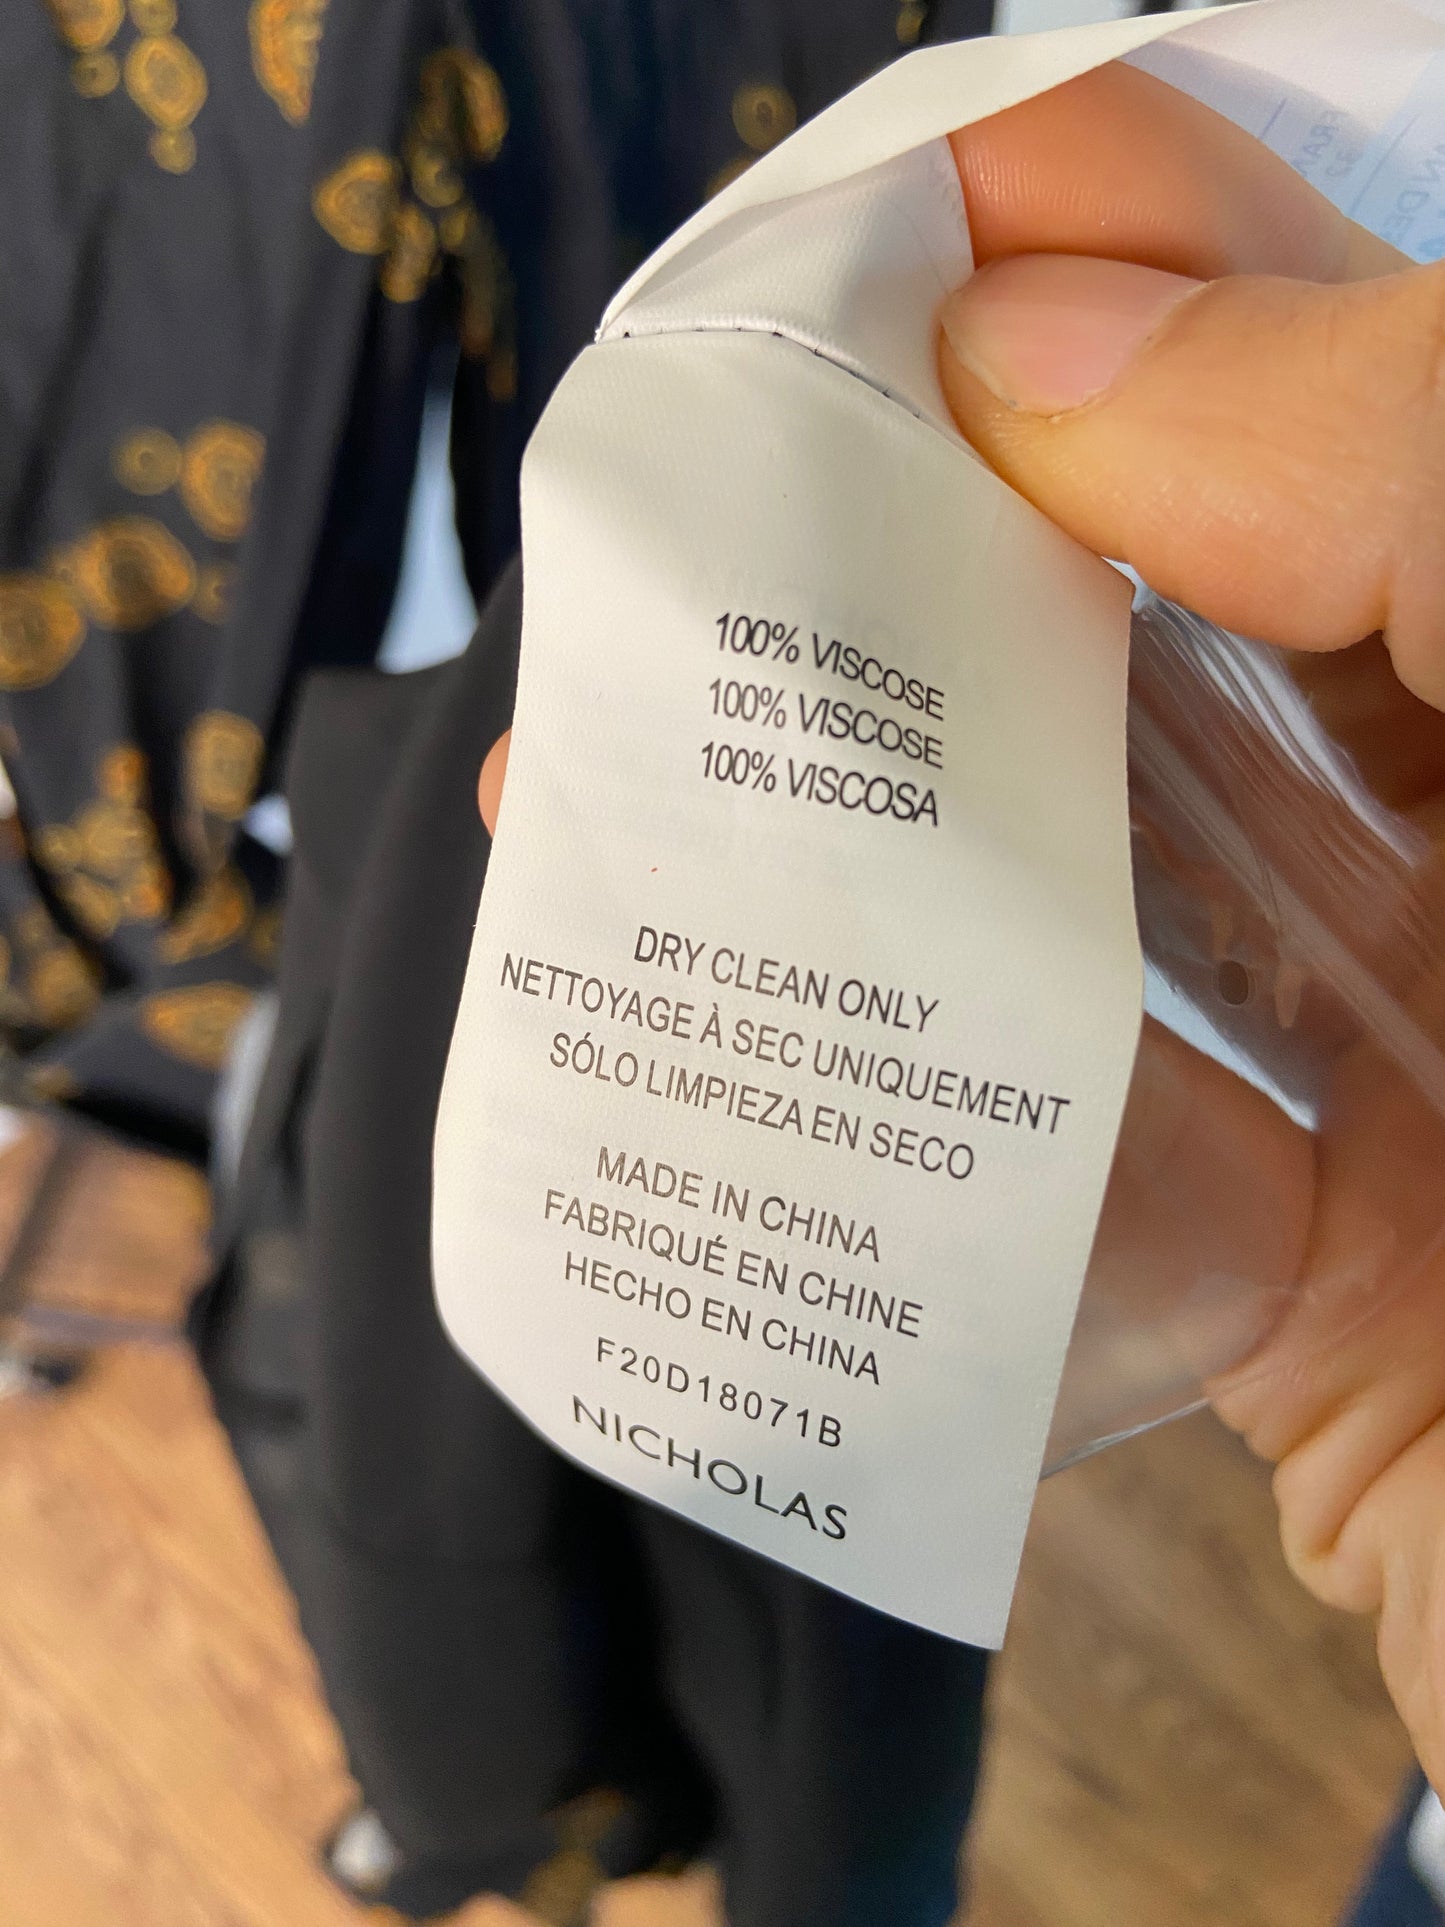 100% VISCOSE
100% VISCOSE
100% VISCOSA
DRY CLEAN ONLY
NETTOYAGE À SEC UNIQUEMENT
SÓLO LIMPIEZA EN SECO
MADE IN CHINA
FABRIQUÉ EN CHINE
HECHO EN CHINA
F20D18071B
NICHOLAS